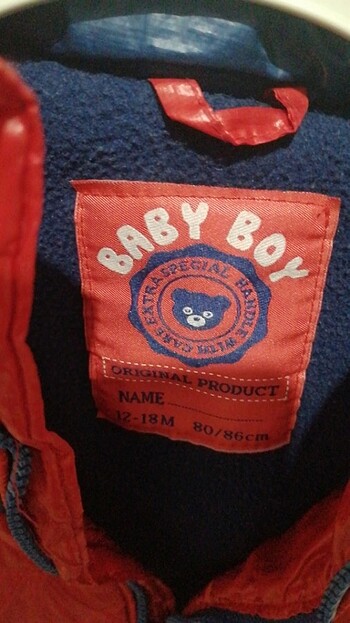 BABY BOY
EXTRA SPECIAL HANDLE WITH CARE
ORIGINAL PRODUCT
NAME
12-18M 80/86cm